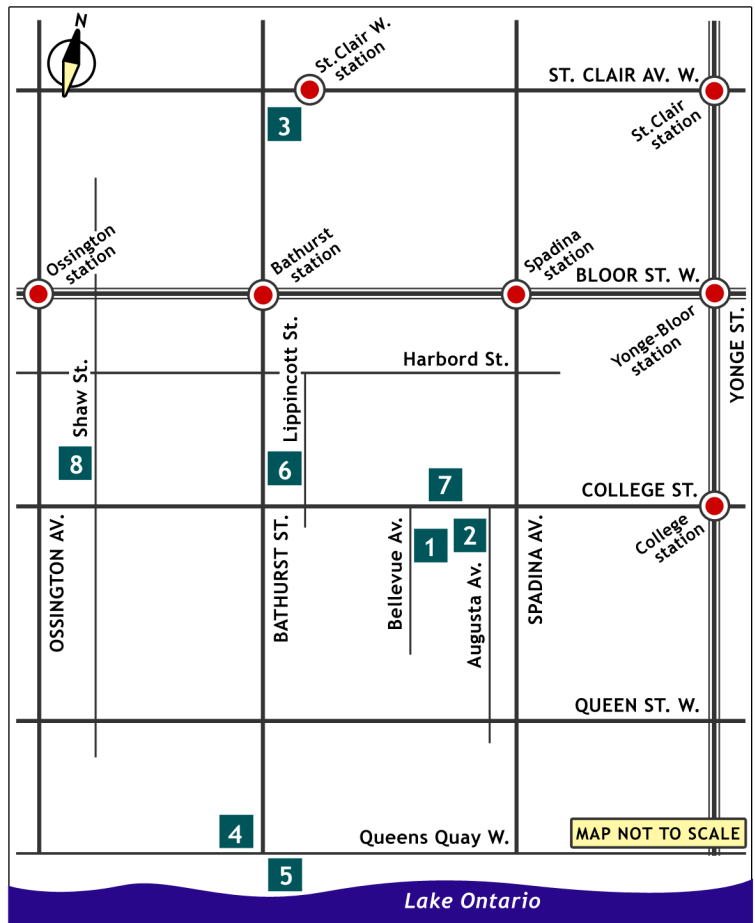 N
St.Clair W.
station
ST. CLAIR AV. W.
St.Clair
station
3
Ossington
station
Bathurst
station
Spadina
station
BLOOR ST. W.
Yonge-Bloor
station
YONGE ST.
Harbord St.
Shaw St.
Lippincott St.
8
6
7
COLLEGE ST.
College
station
OSSINGTON AV.
BATHURST ST.
Bellevue Av.
1
2
Augusta Av.
SPADINA AV.
QUEEN ST. W.
4
Queens Quay W.
MAP NOT TO SCALE
5
Lake Ontario